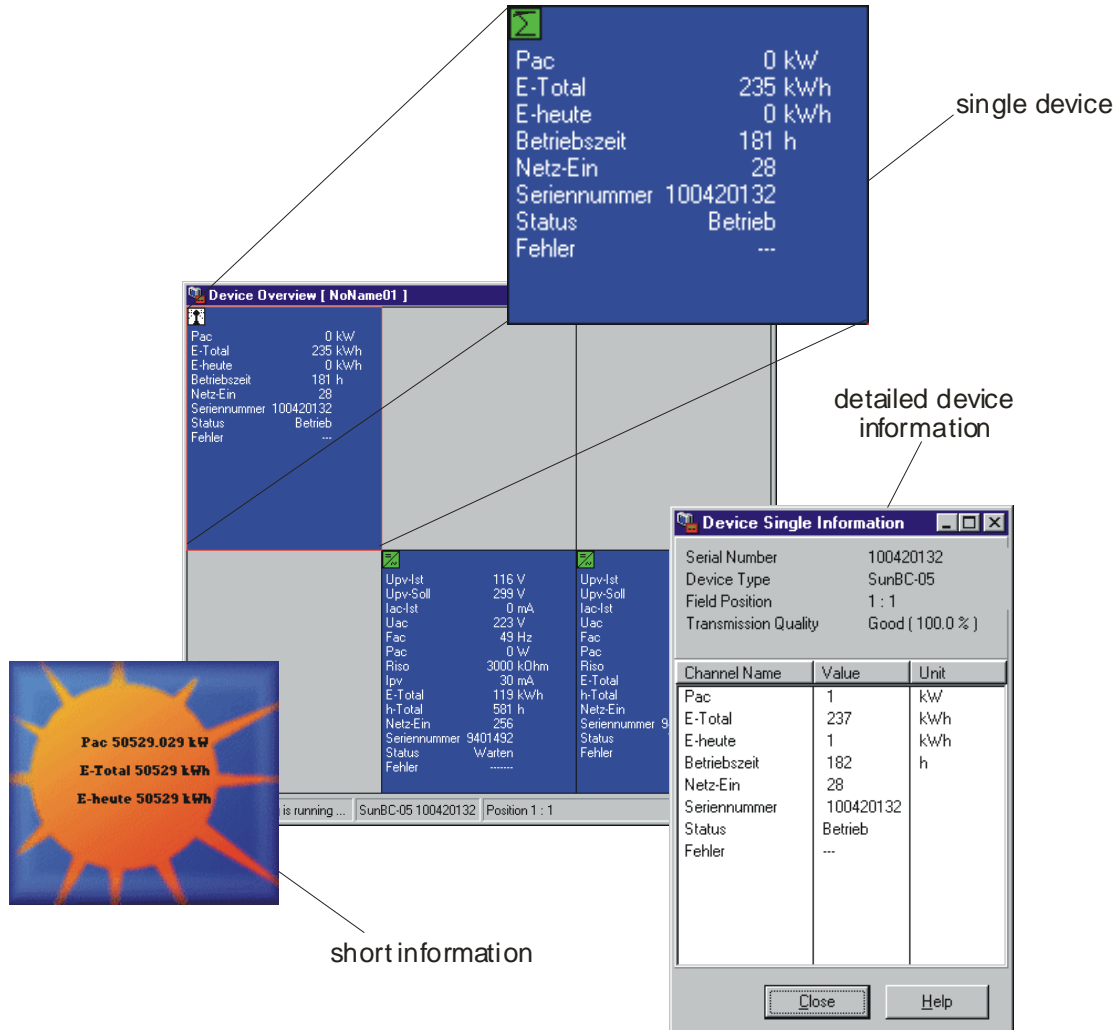 Pac 0 kW
E-Total 235 kWh
E-heute 0 kWh
Betriebszeit 181 h
Netz-Ein 28
Seriennummer 100420132
Status Betrieb
Fehler ---
single device
Device Overview [ NoName01 ]
Pac 0 kW
E-Total 235 kWh
E-heute 0 kWh
Betriebszeit 181 h
Netz-Ein 28
Seriennummer 100420132
Status Betrieb
Fehler ---
detailed device
information
Upv-Ist 116 V
Upv-Soll 299 V
Iac-Ist 0 mA
Uac 223 V
Fac 49 Hz
Pac 0 W
Riso 3000 kOhm
Ipv 30 mA
E-Total 119 kWh
h-Total 581 h
Netz-Ein 256
Seriennummer 9401492
Status Warten
Fehler -------
Upv-Ist
Upv-Soll
Iac-Ist
Uac
Fac
Pac
Riso
E-Total
h-Total
Netz-Ein
Seriennummer 9
Status
Fehler
is running ... SunBC-05 100420132 Position 1 : 1
Device Single Information
Serial Number 100420132
Device Type SunBC-05
Field Position 1 : 1
Transmission Quality Good ( 100.0 % )
Channel Name Value Unit
Pac 1 kW
E-Total 237 kWh
E-heute 1 kWh
Betriebszeit 182 h
Netz-Ein 28
Seriennummer 100420132
Status Betrieb
Fehler ---
Close Help
Pac 50529.029 kW
E-Total 50529 kWh
E-heute 50529 kWh
short information